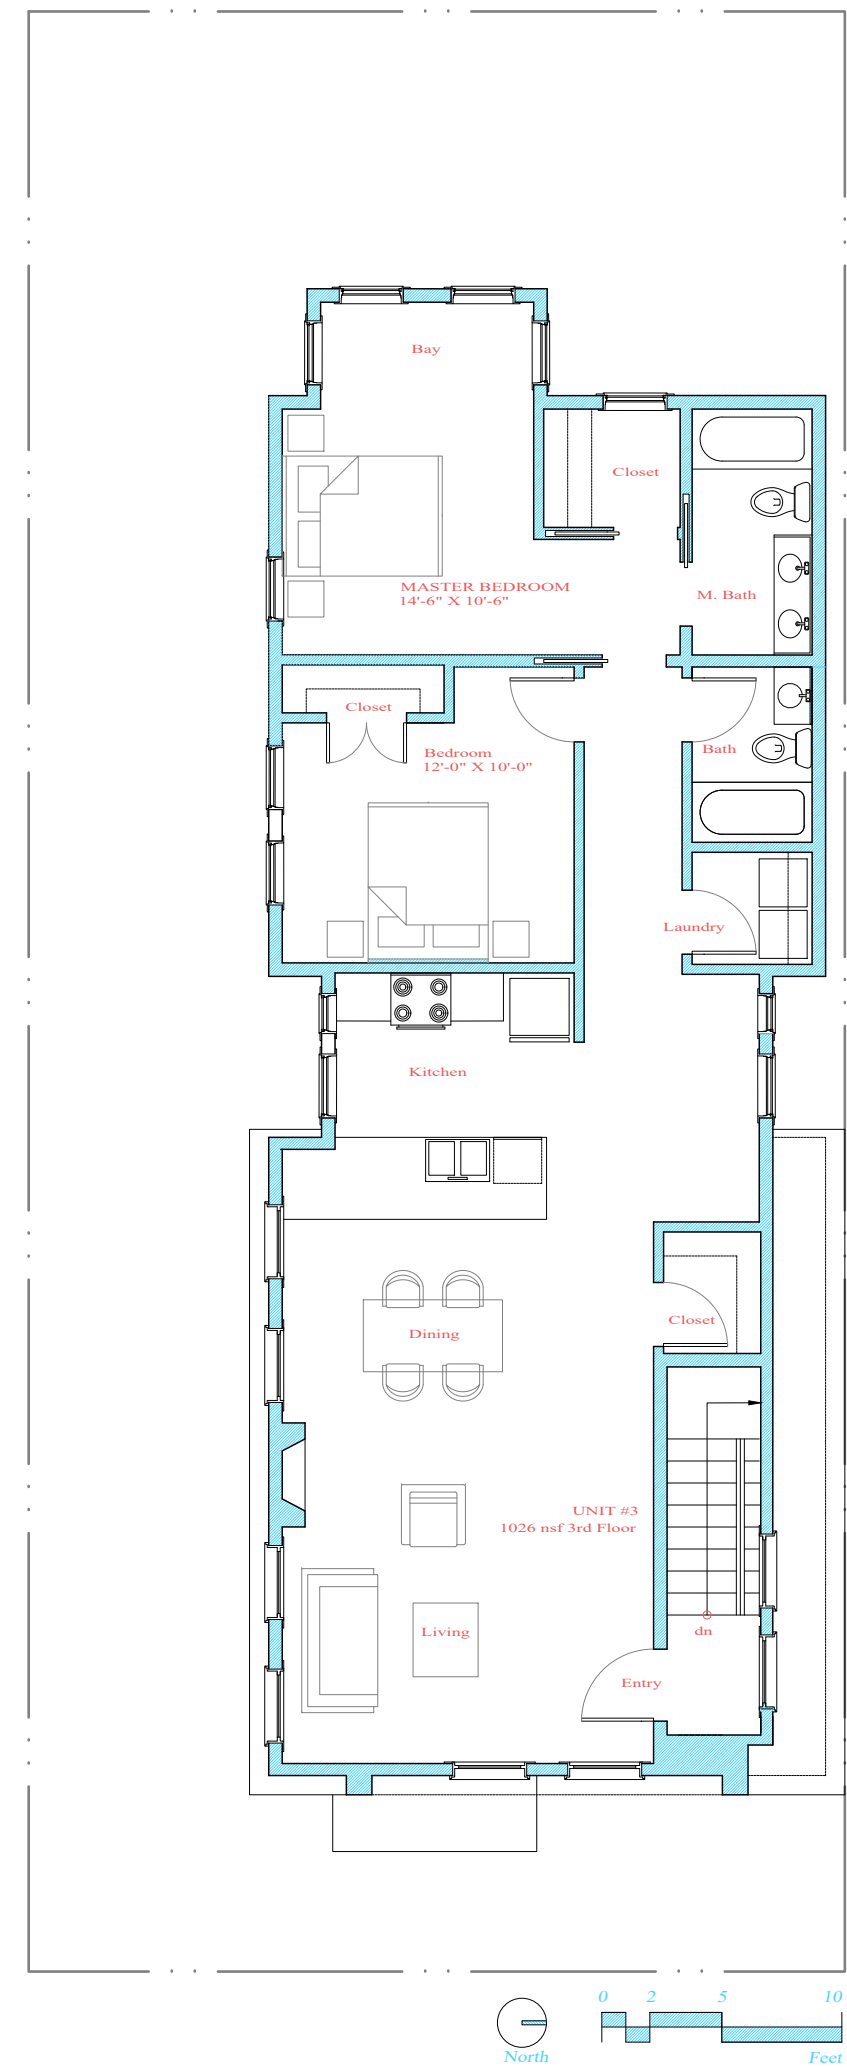 Bay
Closet
MASTER BEDROOM
14'-6" X 10'-6"
M. Bath
Closet
Bedroom
12'-0" X 10'-0"
Bath
Laundry
Kitchen
Closet
Dining
UNIT #3
1026 nsf 3rd Floor
Living
dn
Entry
0 2 5 10
North
Feet